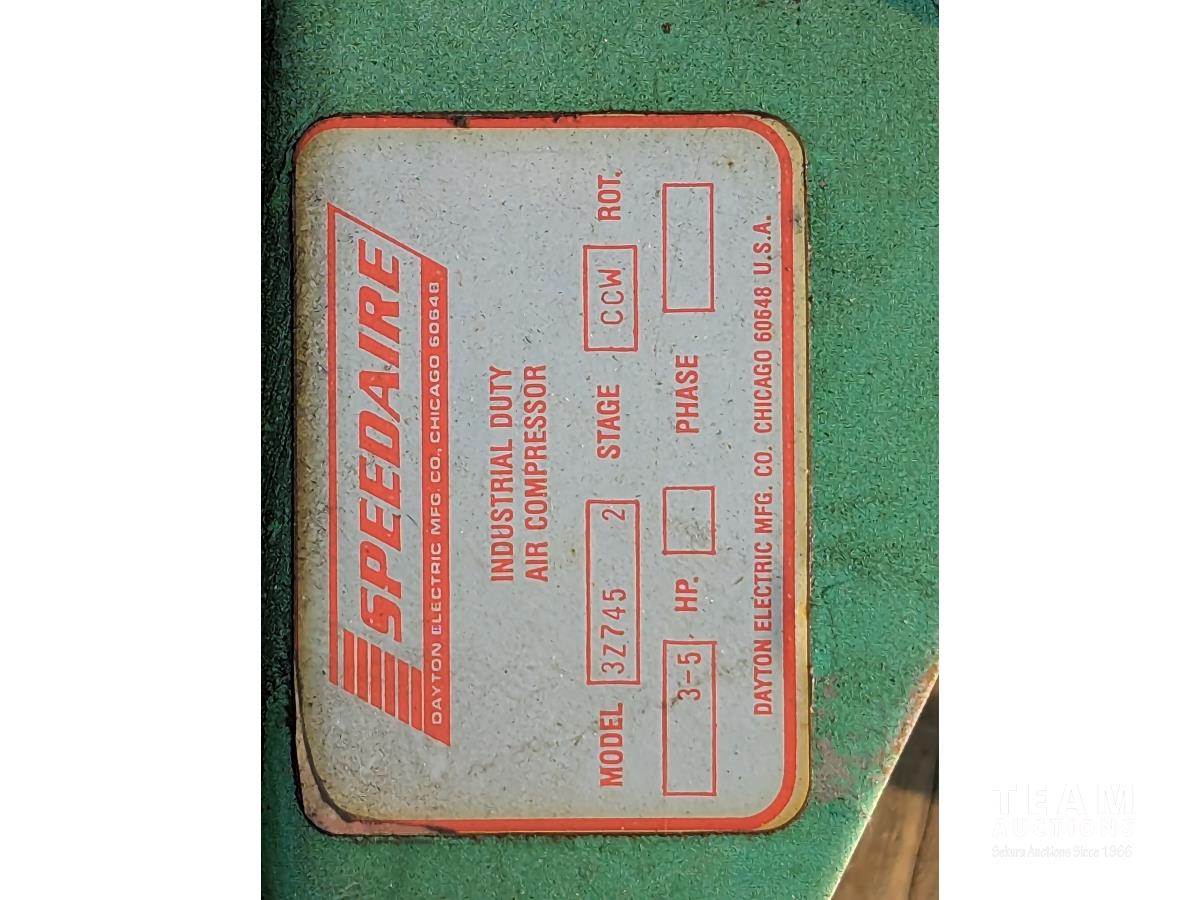 SPEEDAIRE
DAYTON ELECTRIC MFG. CO., CHICAGO 60648
INDUSTRIAL DUTY
AIR COMPRESSOR
MODEL 3Z745 2 STAGE CCW ROT.
3-5 HP. PHASE
DAYTON ELECTRIC MFG. CO. CHICAGO 60648 U.S.A.
TEAM
AUCTIONS
Sekura Auctions Since 1966